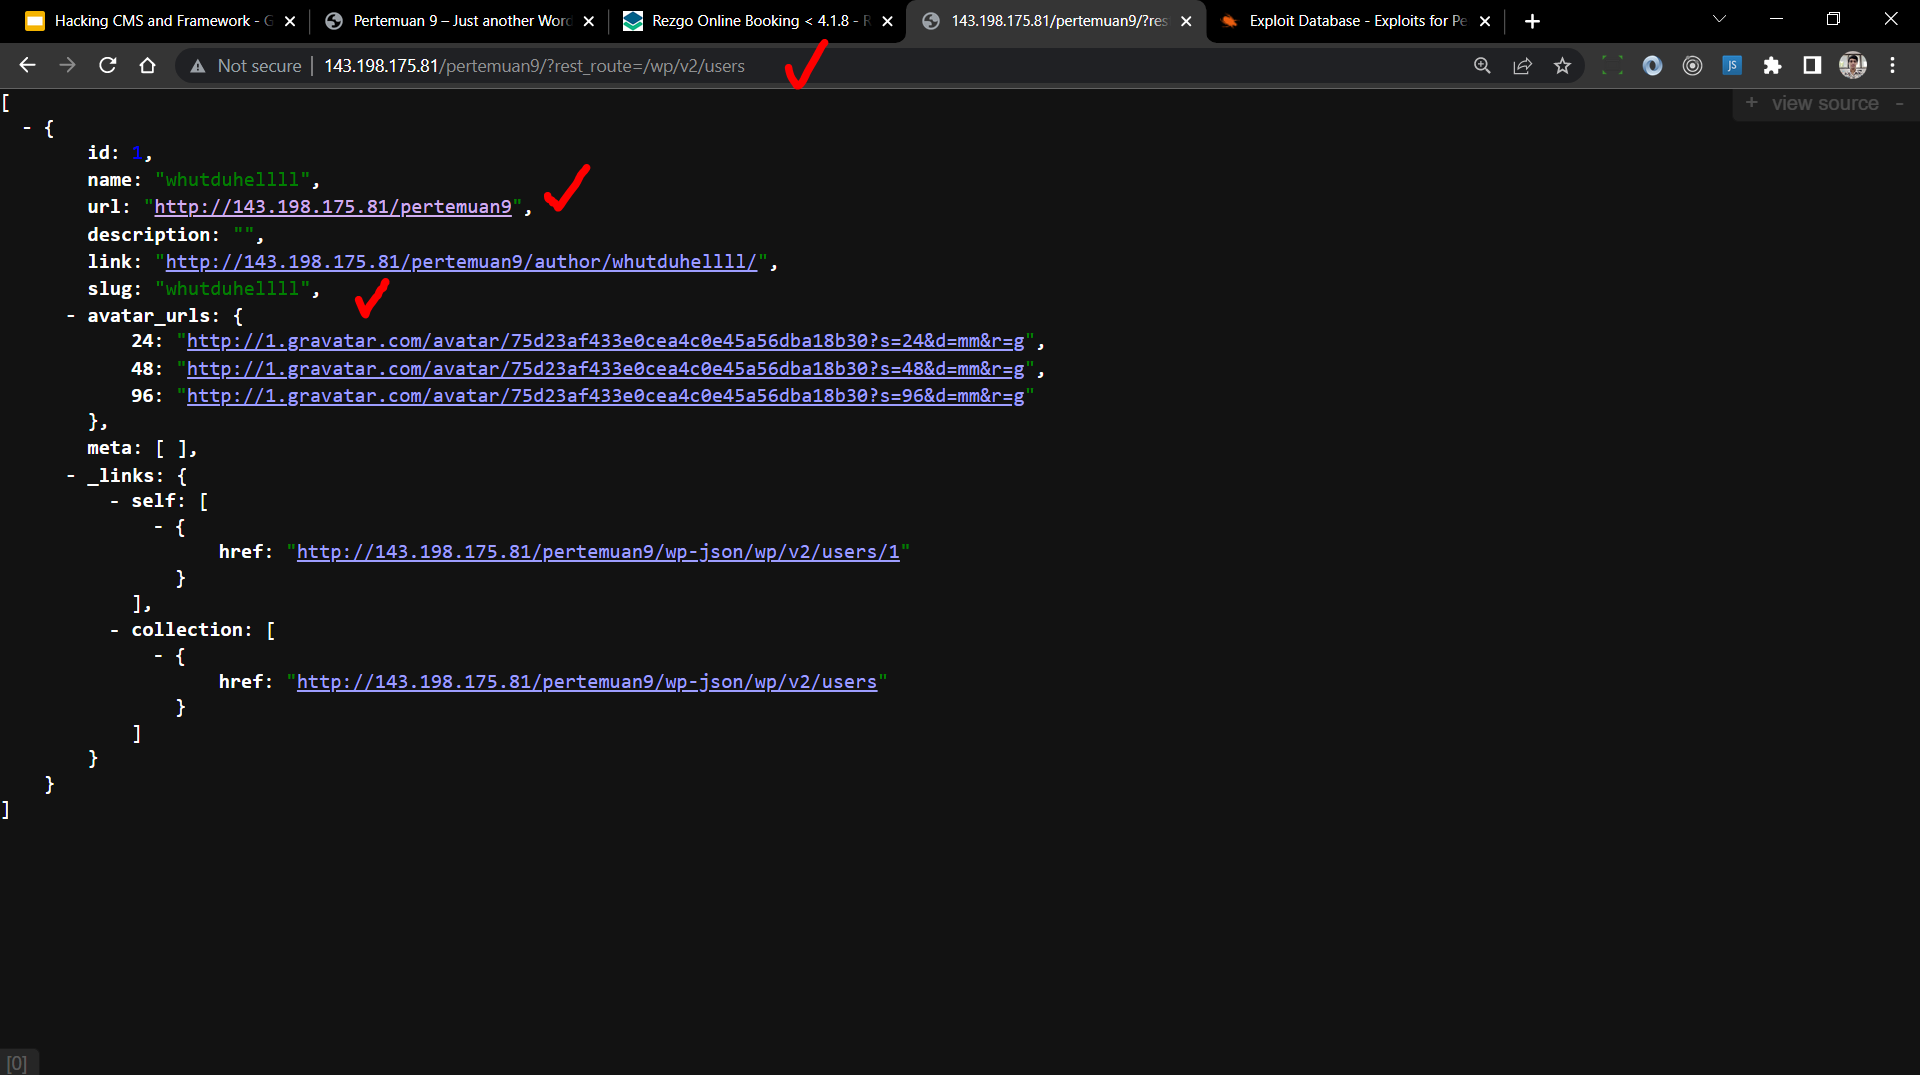 Hacking CMS and Framework - G
Pertemuan 9 – Just another Word
Rezgo Online Booking < 4.1.8 - R
143.198.175.81/pertemuan9/?rest
Exploit Database - Exploits for Pe
Not secure
143.198.175.81/pertemuan9/?rest_route=/wp/v2/users
JS
+ view source -
[
- {
id: 1,
name: "whutduhellll",
url: "http://143.198.175.81/pertemuan9",
description: "",
link: "http://143.198.175.81/pertemuan9/author/whutduhellll/",
slug: "whutduhellll",
- avatar_urls: {
24: "http://1.gravatar.com/avatar/75d23af433e0cea4c0e45a56dba18b30?s=24&d=mm&r=g",
48: "http://1.gravatar.com/avatar/75d23af433e0cea4c0e45a56dba18b30?s=48&d=mm&r=g",
96: "http://1.gravatar.com/avatar/75d23af433e0cea4c0e45a56dba18b30?s=96&d=mm&r=g"
},
meta: [ ],
- _links: {
- self: [
- {
href: "http://143.198.175.81/pertemuan9/wp-json/wp/v2/users/1"
}
],
- collection: [
- {
href: "http://143.198.175.81/pertemuan9/wp-json/wp/v2/users"
}
]
}
}
]
[0]